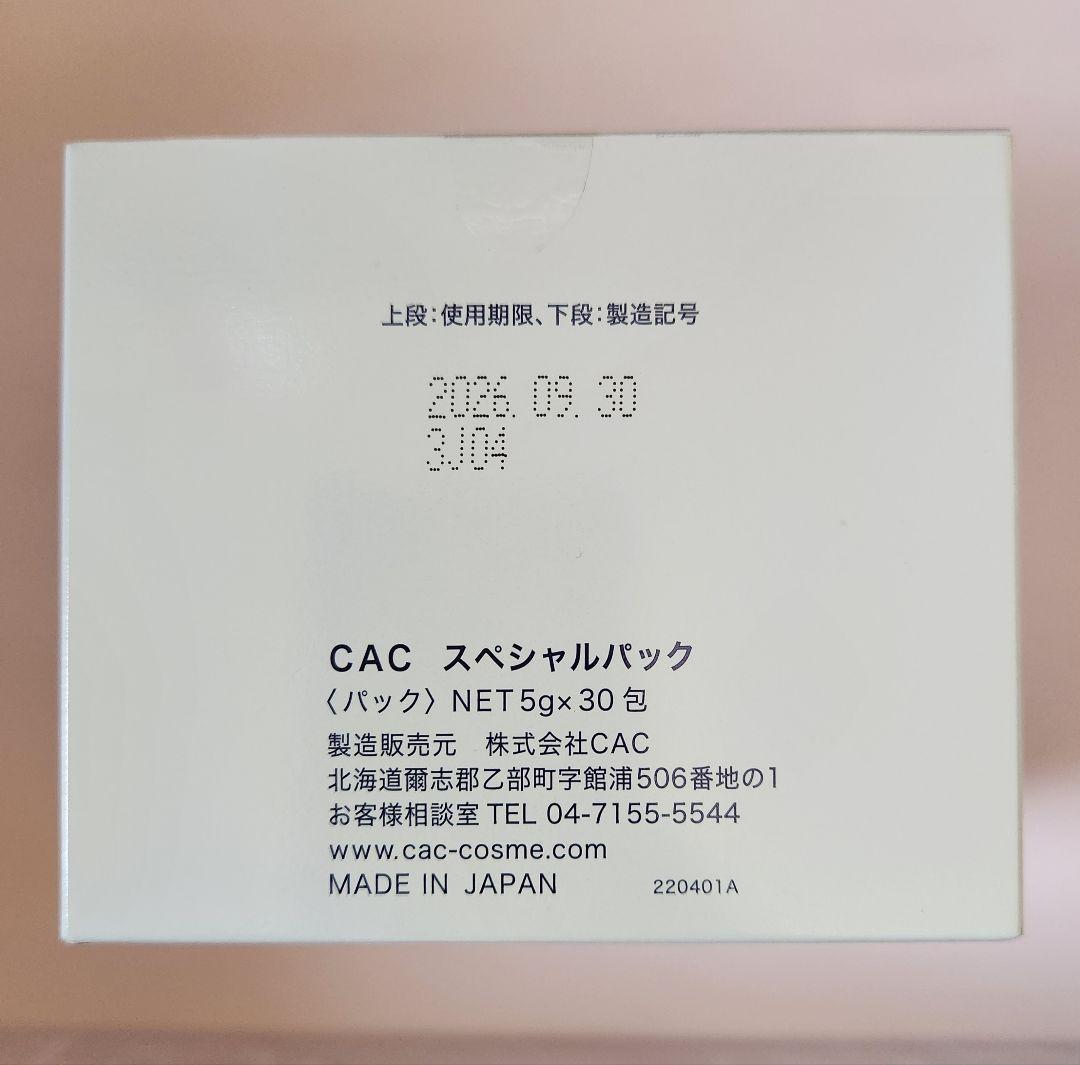 上段：使用期限、下段：製造記号
2026. 09. 30
3J04
CAC スペシャルパック
〈パック〉 NET 5g×30 包
製造販売元 株式会社CAC
北海道爾志郡乙部町字館浦506番地の1
お客様相談室 TEL 04-7155-5544
www.cac-cosme.com
MADE IN JAPAN 220401A